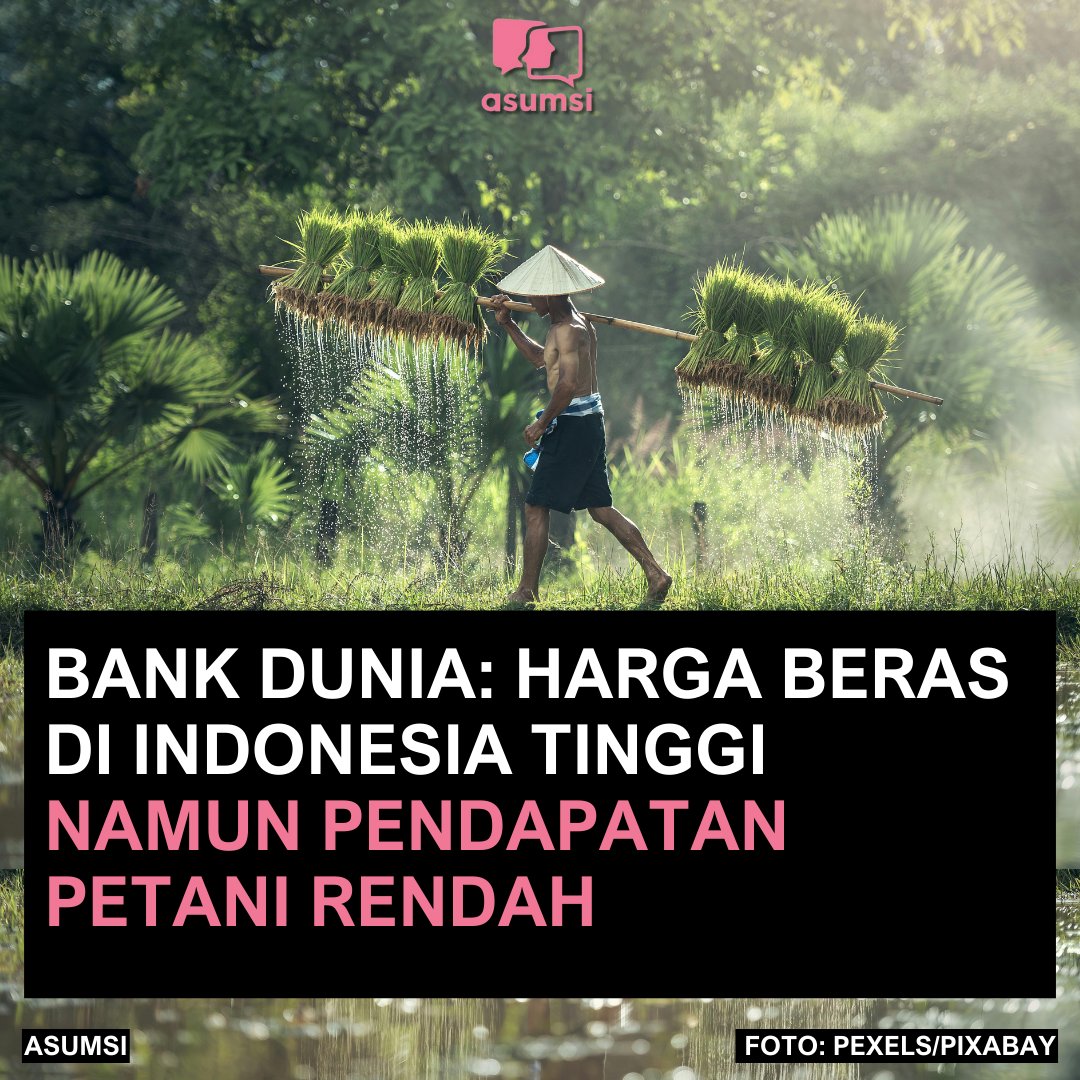 asumsi
BANK DUNIA: HARGA BERAS
DI INDONESIA TINGGI
NAMUN PENDAPATAN
PETANI RENDAH
ASUMSI
FOTO: PEXELS/PIXABAY